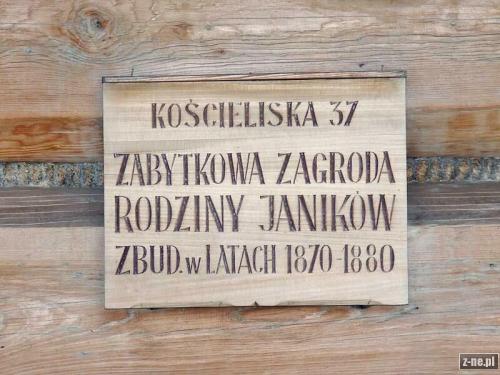 KOŚCIELISKA 37
ZABYTKOWA ZAGRODA
RODZINY JANIKÓW
ZBUD. w LATACH 1870-1880
z-ne.pl